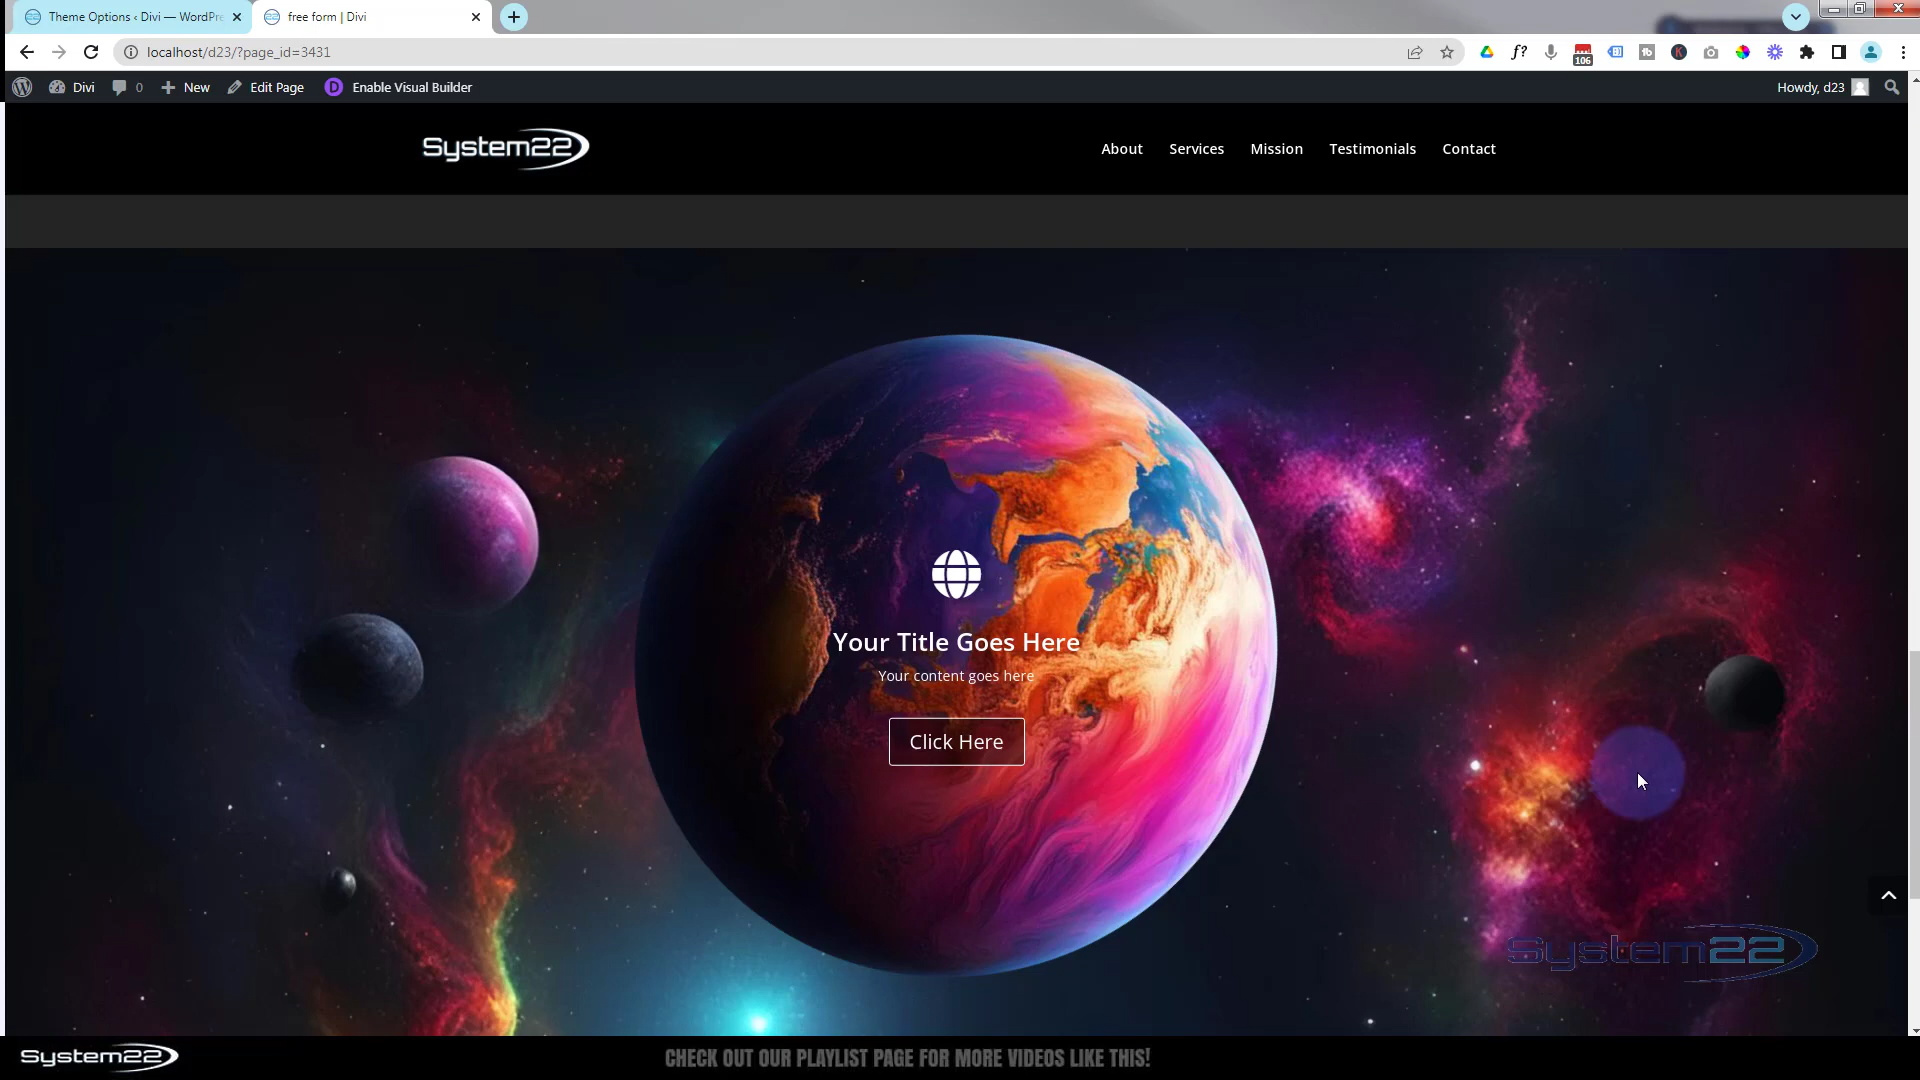 Theme Options ‹ Divi — WordPre
free form | Divi
localhost/d23/?page_id=3431
f?
106
Divi
0
New
Edit Page
D
Enable Visual Builder
Howdy, d23
System22
About
Services
Mission
Testimonials
Contact
Your Title Goes Here
Your content goes here
Click Here
System22
System22
CHECK OUT OUR PLAYLIST PAGE FOR MORE VIDEOS LIKE THIS!